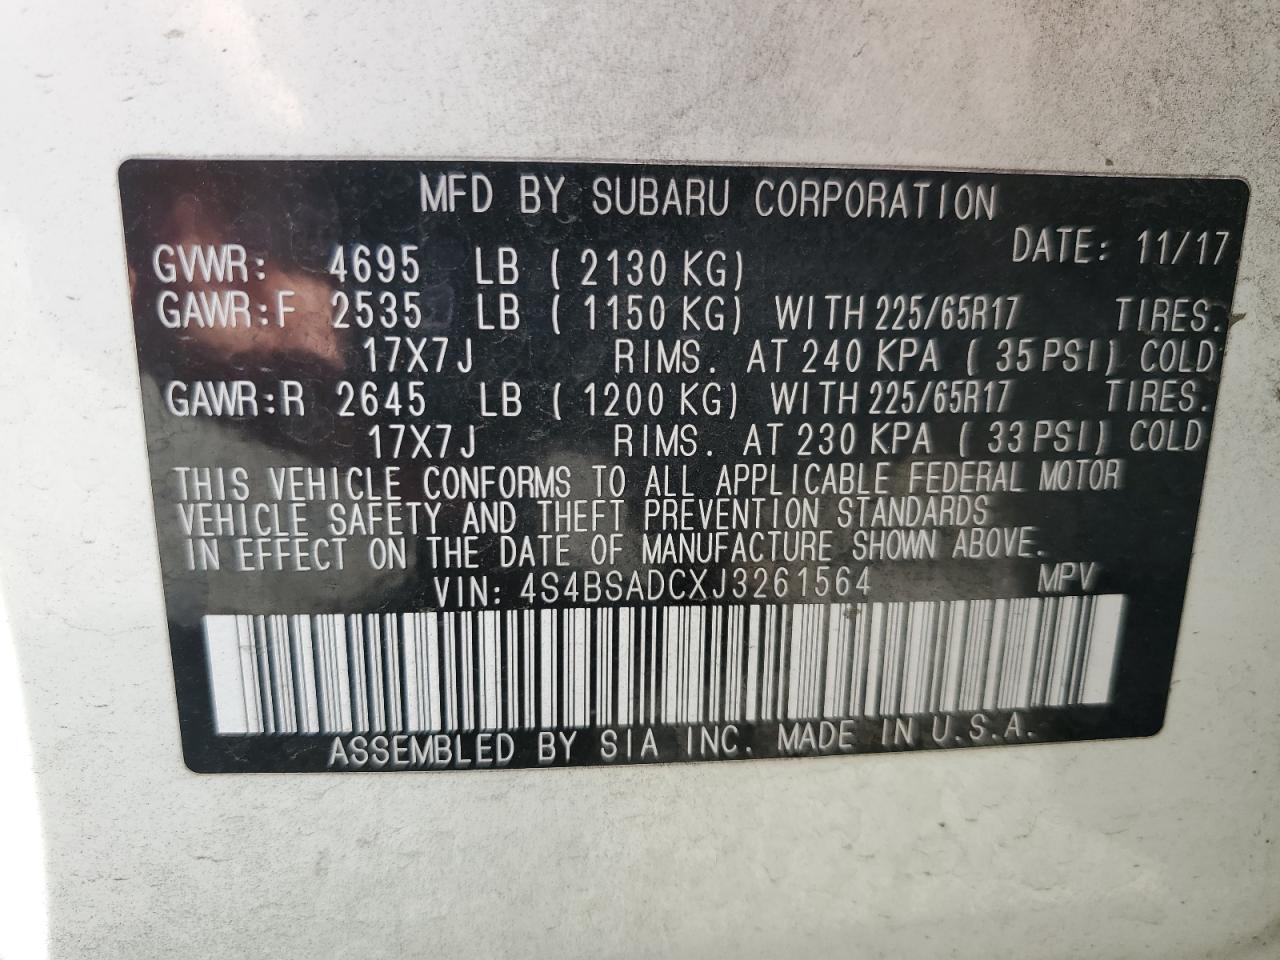 MFD BY SUBARU CORPORATION
DATE: 11/17
GVWR: 4695 LB ( 2130 KG)
GAWR:F 2535 LB ( 1150 KG) WITH 225/65R17 TIRES.
17X7J RIMS. AT 240 KPA ( 35 PSI) COLD
GAWR:R 2645 LB ( 1200 KG) WITH 225/65R17 TIRES.
17X7J RIMS. AT 230 KPA ( 33 PSI) COLD
THIS VEHICLE CONFORMS TO ALL APPLICABLE FEDERAL MOTOR
VEHICLE SAFETY AND THEFT PREVENTION STANDARDS
IN EFFECT ON THE DATE OF MANUFACTURE SHOWN ABOVE.
VIN: 4S4BSADCXJ3261564 MPV
ASSEMBLED BY SIA INC. MADE IN U.S.A.